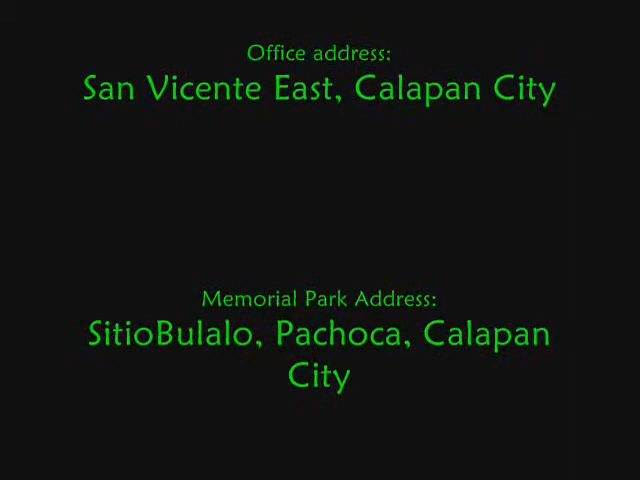 Office address:
San Vicente East, Calapan City
Memorial Park Address:
SitioBulalo, Pachoca, Calapan
City